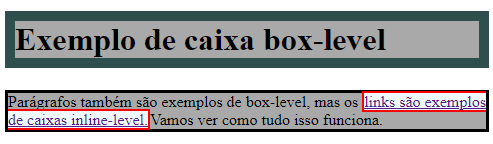 Exemplo de caixa box-level
Parágrafos também são exemplos de box-level, mas os links são exemplos
de caixas inline-level. Vamos ver como tudo isso funciona.